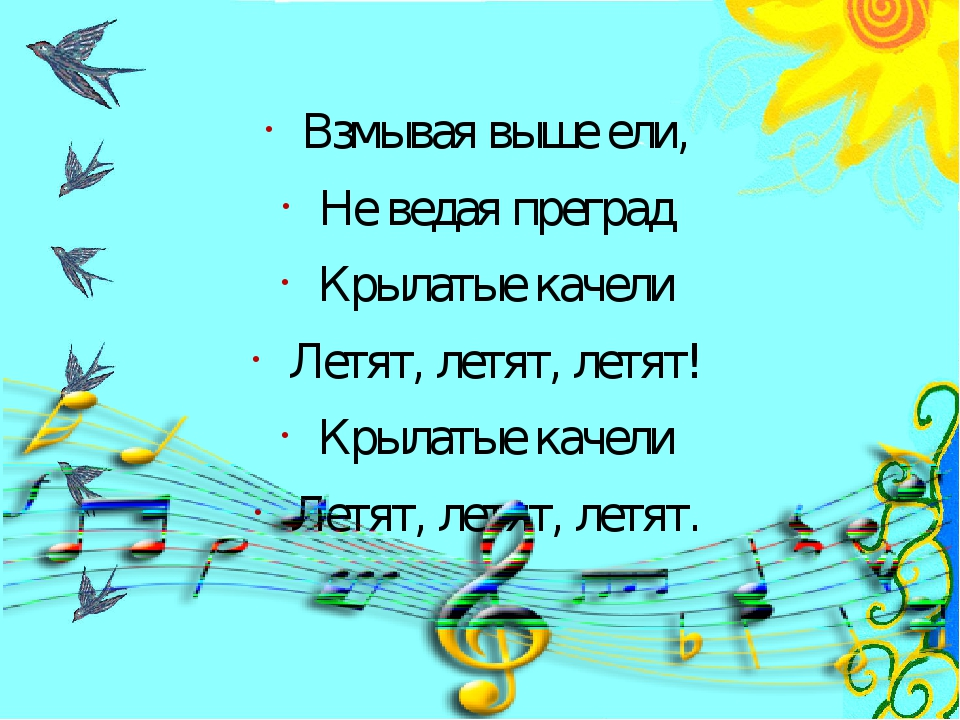 Взмывая выше ели,
Не ведая преград
Крылатые качели
Летят, летят, летят!
Крылатые качели
Летят, летят, летят.